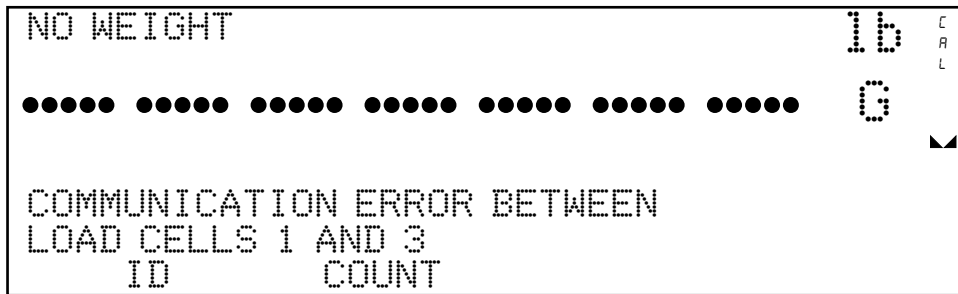 NO WEIGHT
lb
CAL
G
COMMUNICATION ERROR BETWEEN
LOAD CELLS 1 AND 3
ID COUNT